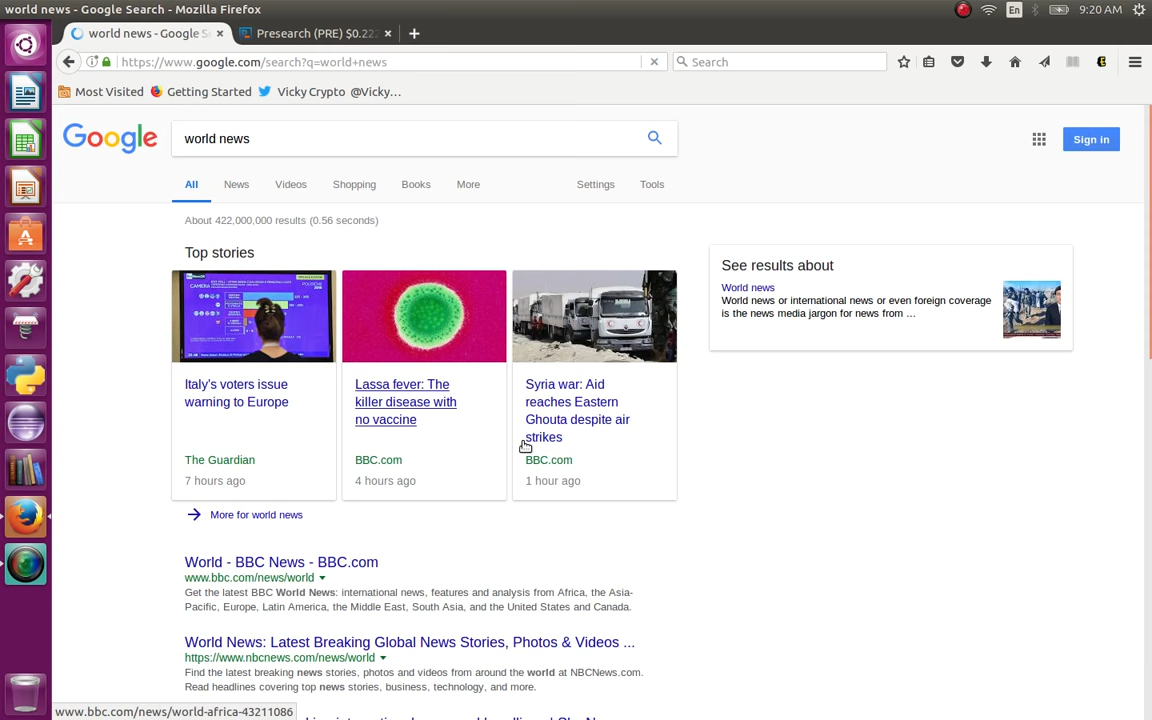 world news - Google Search - Mozilla Firefox
En
9:20 AM
world news - Google S
Presearch (PRE) $0.222
https://www.google.com/search?q=world+news
Search
Most Visited
Getting Started
Vicky Crypto @Vicky...
Google
world news
Sign in
All
News
Videos
Shopping
Books
More
Settings
Tools
About 422,000,000 results (0.56 seconds)
Top stories
Italy's voters issue
warning to Europe
The Guardian
7 hours ago
Lassa fever: The
killer disease with
no vaccine
BBC.com
4 hours ago
Syria war: Aid
reaches Eastern
Ghouta despite air
strikes
BBC.com
1 hour ago
More for world news
See results about
World news
World news or international news or even foreign coverage
is the news media jargon for news from ...
World - BBC News - BBC.com
www.bbc.com/news/world
Get the latest BBC World News: international news, features and analysis from Africa, the Asia-
Pacific, Europe, Latin America, the Middle East, South Asia, and the United States and Canada.
World News: Latest Breaking Global News Stories, Photos & Videos ...
https://www.nbcnews.com/news/world
Find the latest breaking news stories, photos and videos from around the world at NBCNews.com.
Read headlines covering top news stories, business, technology, and more.
www.bbc.com/news/world-africa-43211086